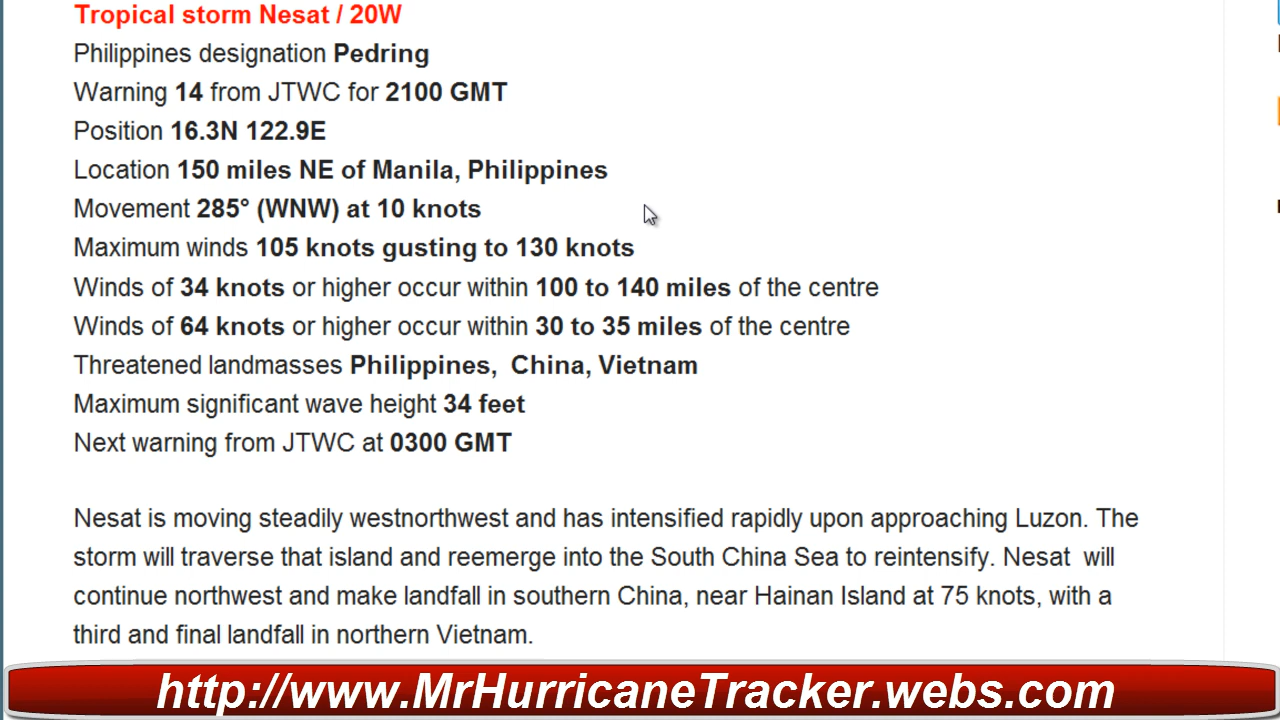 Tropical storm Nesat / 20W
Philippines designation Pedring
Warning 14 from JTWC for 2100 GMT
Position 16.3N 122.9E
Location 150 miles NE of Manila, Philippines
Movement 285° (WNW) at 10 knots
Maximum winds 105 knots gusting to 130 knots
Winds of 34 knots or higher occur within 100 to 140 miles of the centre
Winds of 64 knots or higher occur within 30 to 35 miles of the centre
Threatened landmasses Philippines,  China, Vietnam
Maximum significant wave height 34 feet
Next warning from JTWC at 0300 GMT
Nesat is moving steadily westnorthwest and has intensified rapidly upon approaching Luzon. The
storm will traverse that island and reemerge into the South China Sea to reintensify. Nesat  will
continue northwest and make landfall in southern China, near Hainan Island at 75 knots, with a
third and final landfall in northern Vietnam.
http://www.MrHurricaneTracker.webs.com